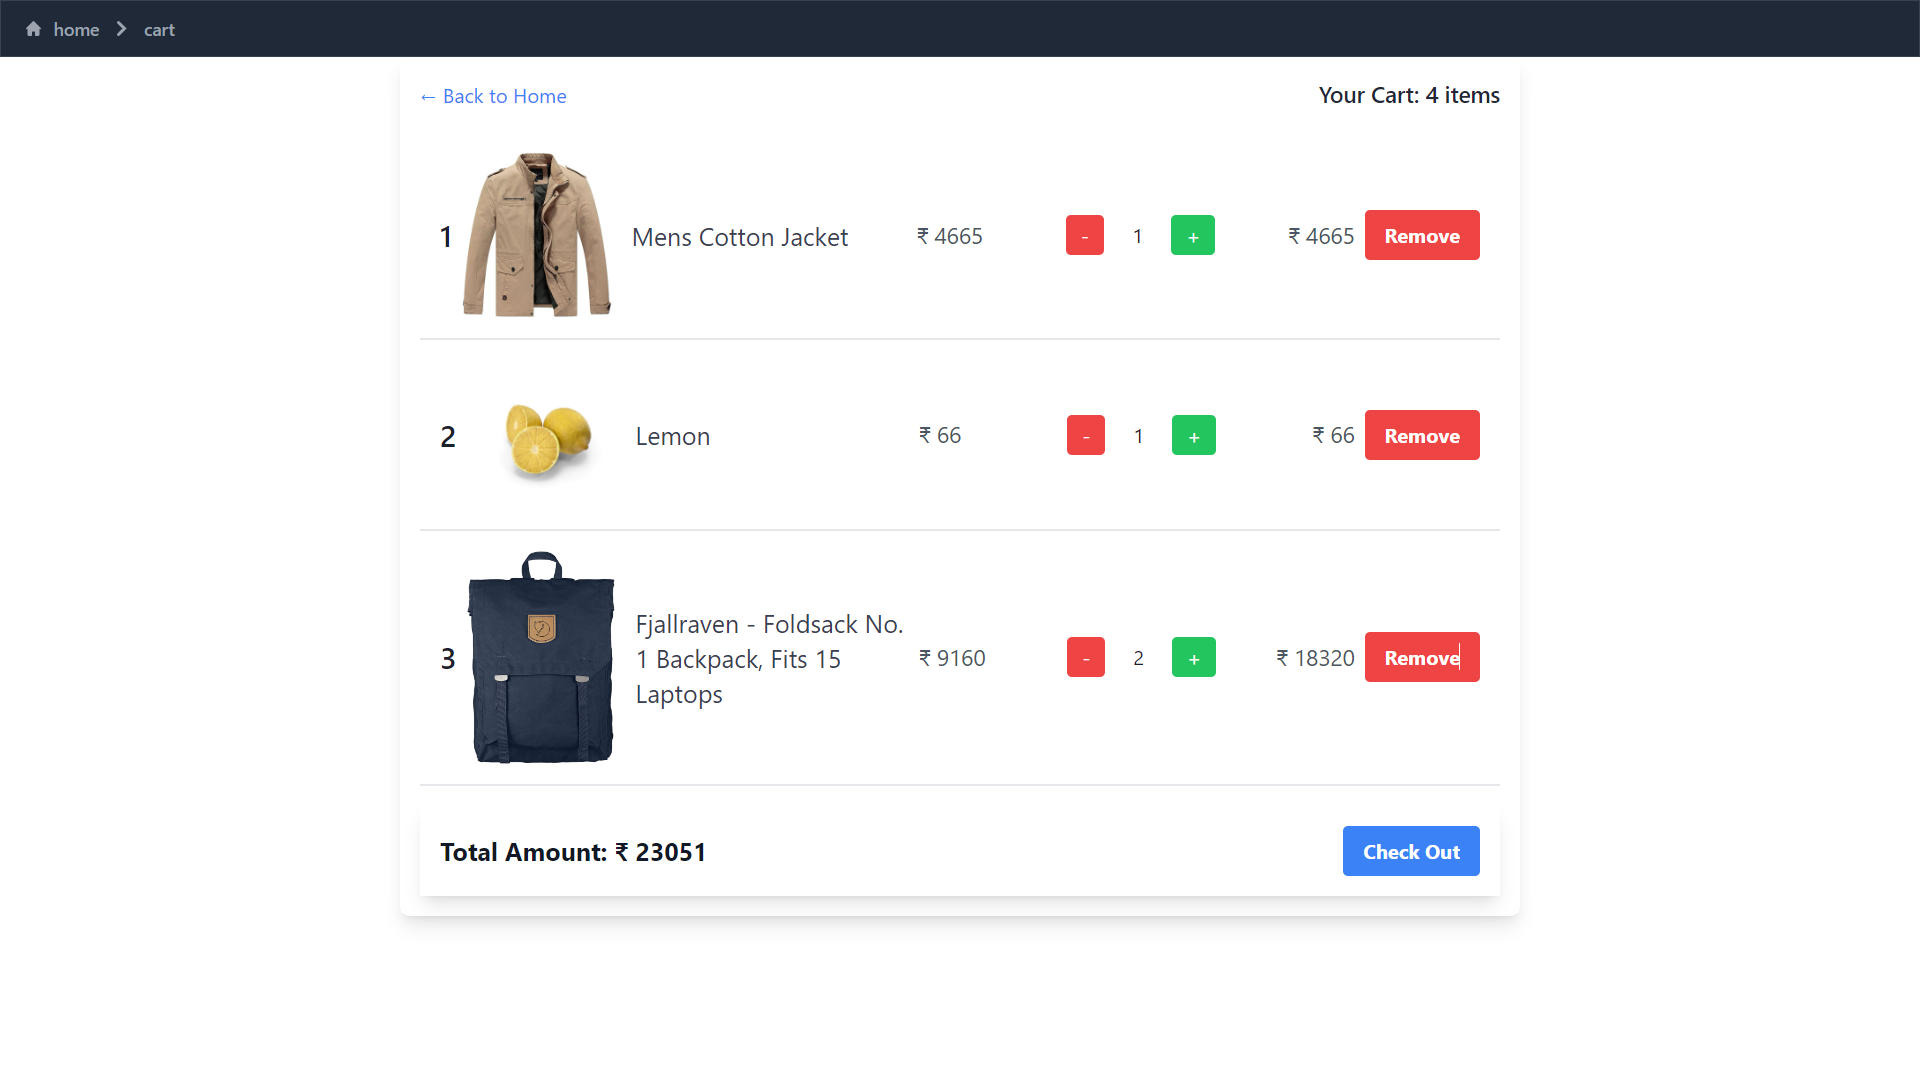 home > cart
← Back to Home
Your Cart: 4 items
1 Mens Cotton Jacket ₹ 4665 - 1 + ₹ 4665 Remove
2 Lemon ₹ 66 - 1 + ₹ 66 Remove
3 Fjallraven - Foldsack No.
1 Backpack, Fits 15
Laptops
₹ 9160 - 2 + ₹ 18320 Remove
Total Amount: ₹ 23051
Check Out